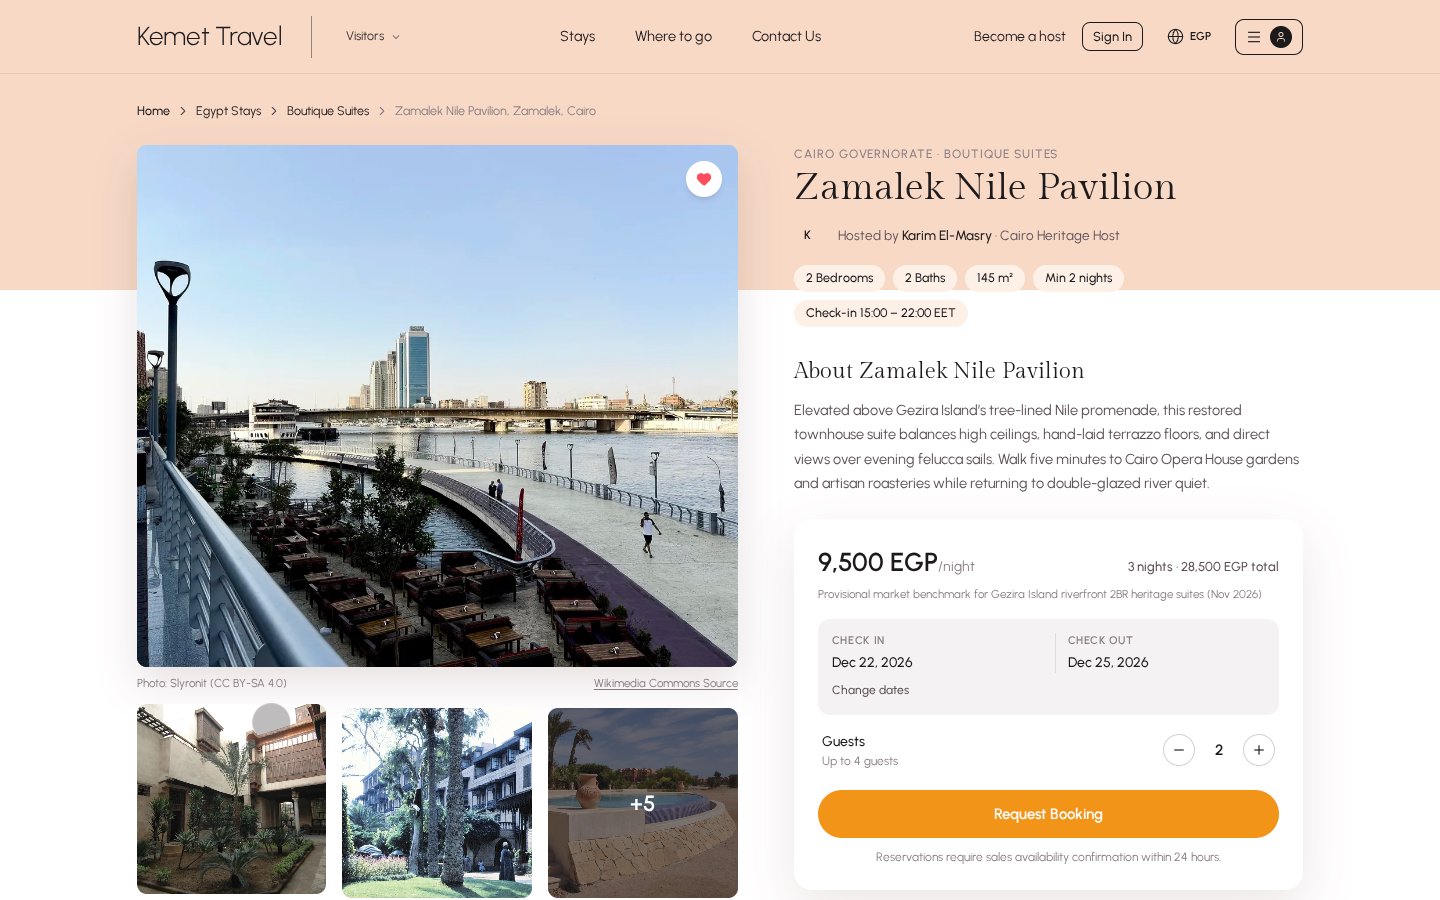 Kemet Travel
Visitors
Stays
Where to go
Contact Us
Become a host
Sign In
EGP
Home
Egypt Stays
Boutique Suites
Zamalek Nile Pavilion, Zamalek, Cairo
CAIRO GOVERNORATE · BOUTIQUE SUITES
Zamalek Nile Pavilion
K
Hosted by Karim El-Masry · Cairo Heritage Host
2 Bedrooms
2 Baths
145 m²
Min 2 nights
Check-in 15:00 – 22:00 EET
About Zamalek Nile Pavilion
Elevated above Gezira Island's tree-lined Nile promenade, this restored
townhouse suite balances high ceilings, hand-laid terrazzo floors, and direct
views over evening felucca sails. Walk five minutes to Cairo Opera House gardens
and artisan roasteries while returning to double-glazed river quiet.
9,500 EGP/night
3 nights · 28,500 EGP total
Provisional market benchmark for Gezira Island riverfront 2BR heritage suites (Nov 2026)
CHECK IN
Dec 22, 2026
CHECK OUT
Dec 25, 2026
Change dates
Guests
Up to 4 guests
2
Request Booking
Reservations require sales availability confirmation within 24 hours.
Photo: Slyronit (CC BY-SA 4.0)
Wikimedia Commons Source
+5